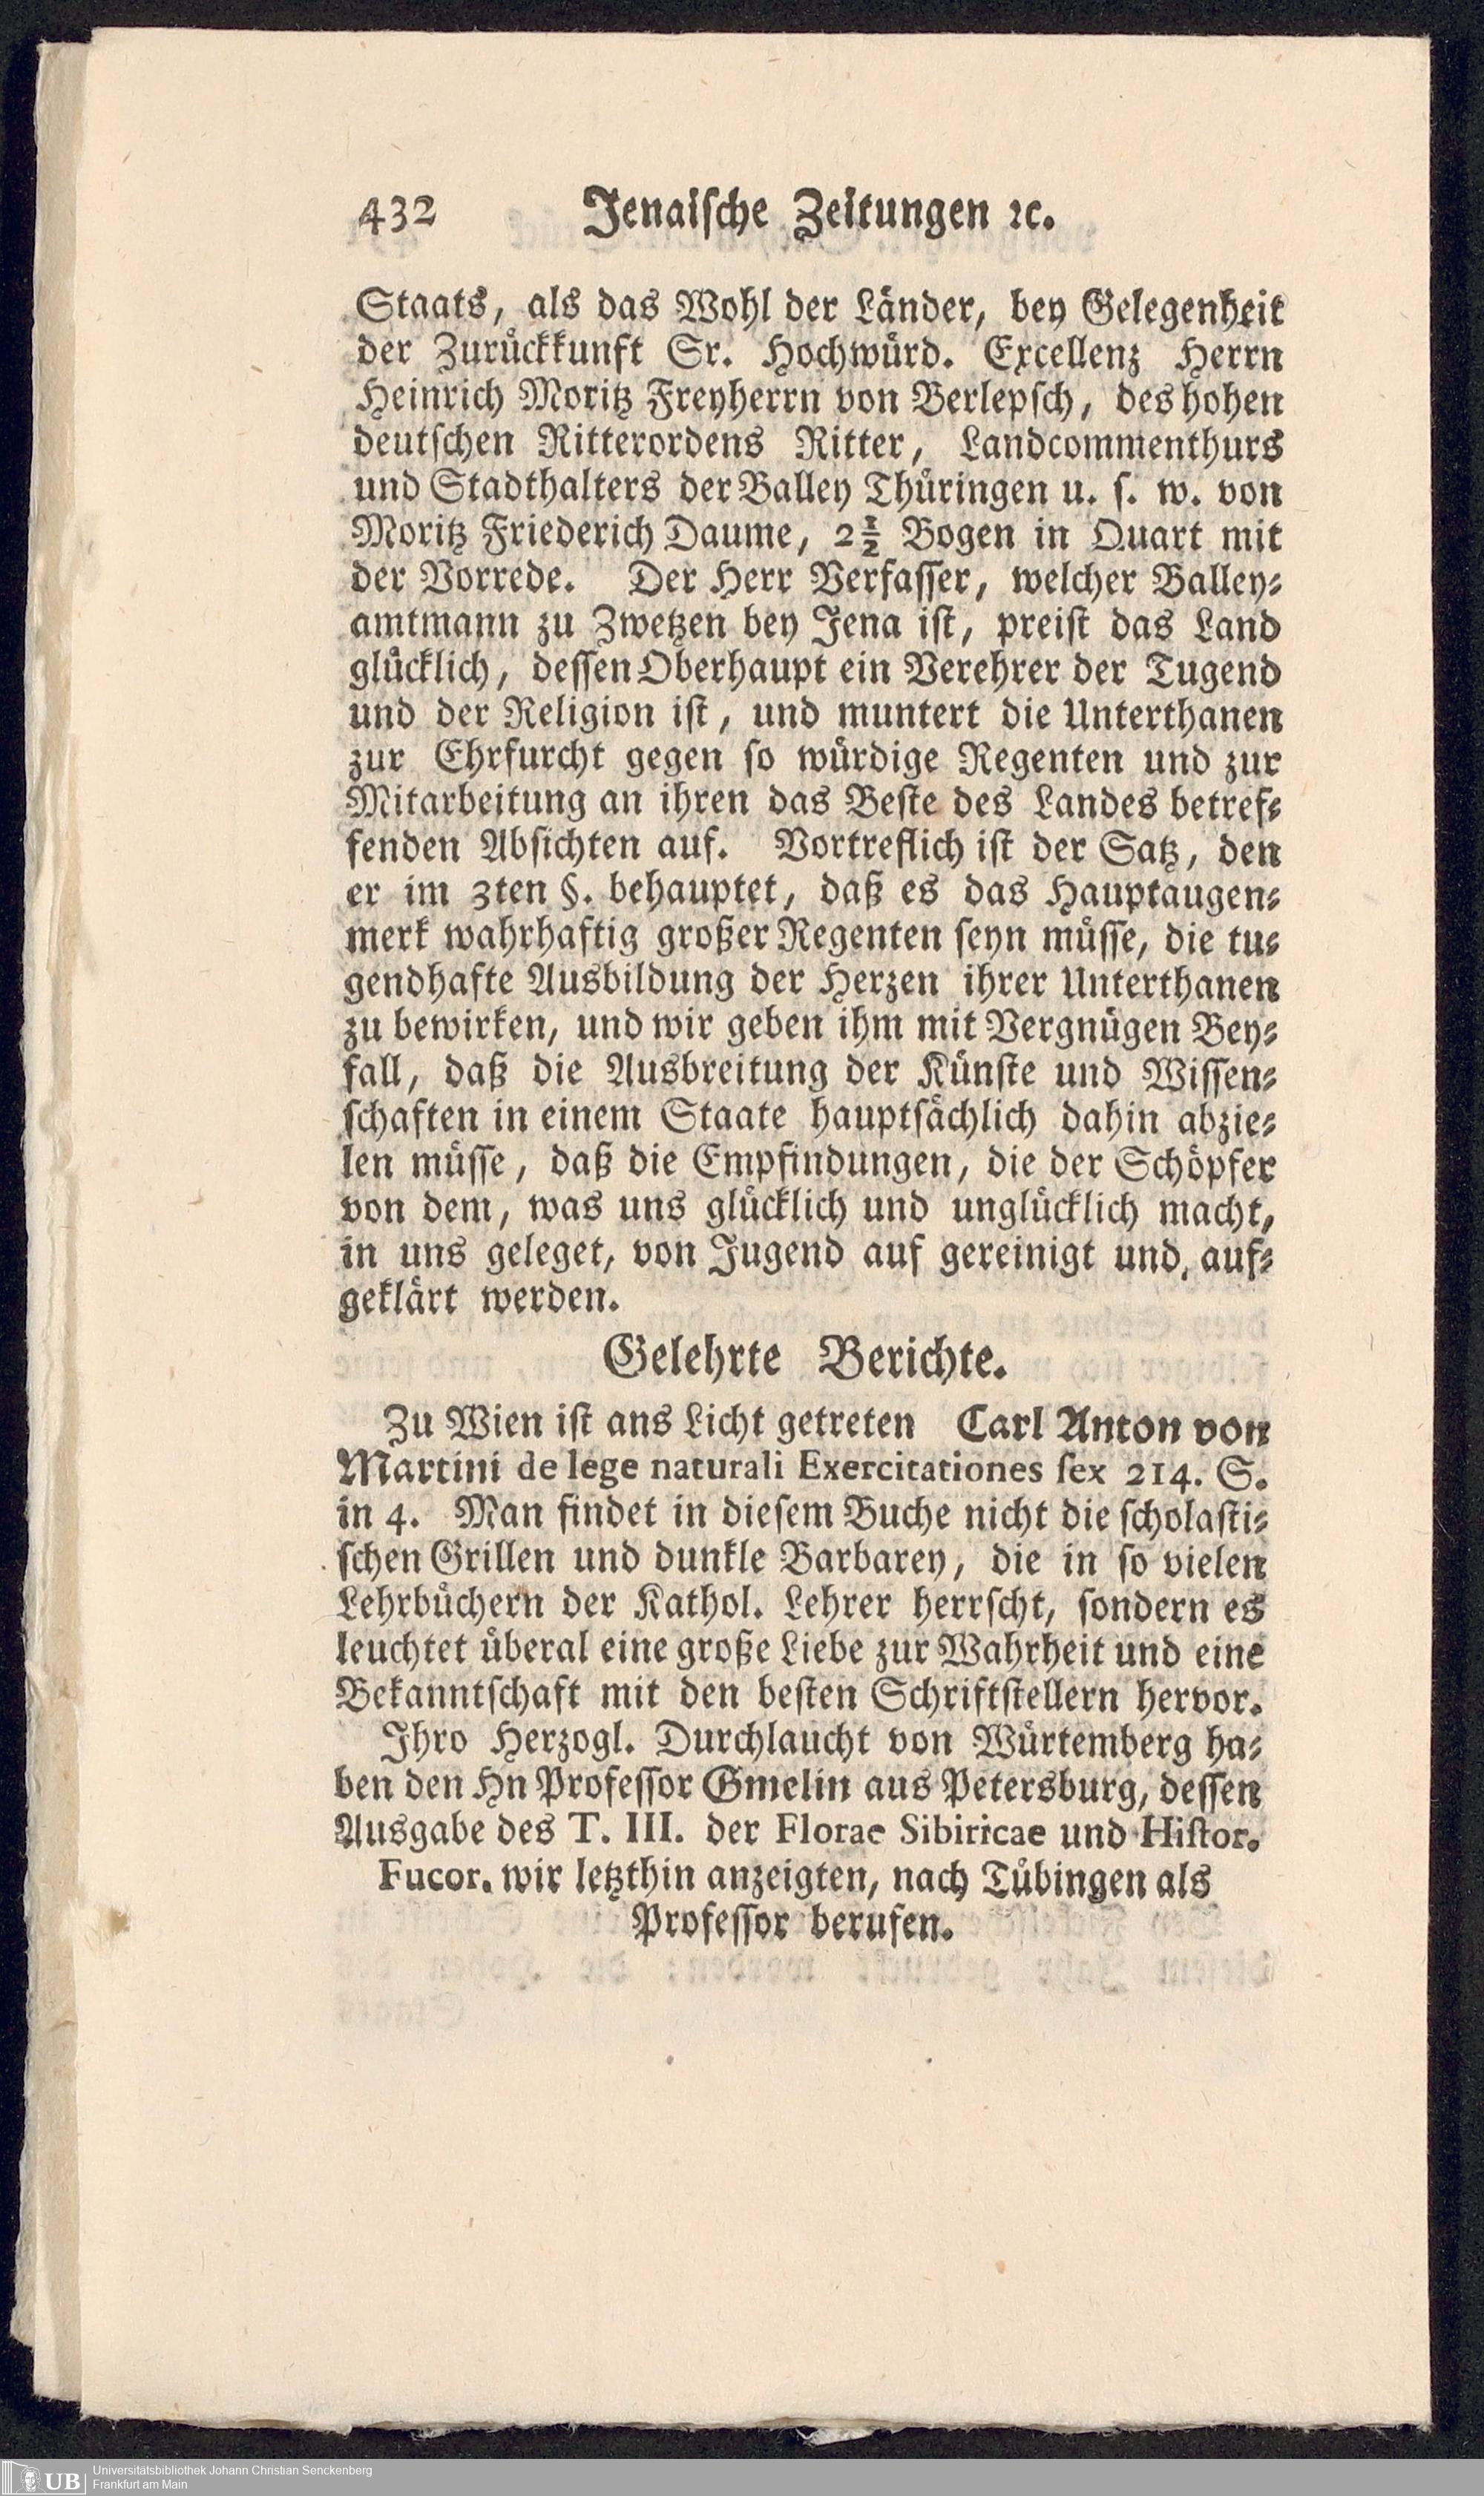 432 Jenaiſche Zeitungen ꝛc.
Staats, als das Wohl der Länder, bey Gelegenheit
der Zurückkunft Sr. Hochwürd. Excellenz Herrn
Heinrich Moritz Freyherrn von Berlepſch, des hohen
deutſchen Ritterordens Ritter, Landcommenthurs
und Stadthalters der Balley Thüringen u. ſ. w. von
Moritz Friederich Daume, 2½ Bogen in Quart mit
der Vorrede. Der Herr Verfaſſer, welcher Balley⸗
amtmann zu Zwetzen bey Jena iſt, preiſt das Land
glücklich, deſſen Oberhaupt ein Verehrer der Tugend
und der Religion iſt, und muntert die Unterthanen
zur Ehrfurcht gegen ſo würdige Regenten und zur
Mitarbeitung an ihren das Beſte des Landes betref⸗
fenden Abſichten auf. Vortreflich iſt der Satz, den
er im 3ten §. behauptet, daß es das Hauptaugen⸗
merk wahrhaftig großer Regenten ſeyn müſſe, die tu⸗
gendhafte Ausbildung der Herzen ihrer Unterthanen
zu bewirken, und wir geben ihm mit Vergnügen Bey⸗
fall, daß die Ausbreitung der Künſte und Wiſſen⸗
ſchaften in einem Staate hauptſächlich dahin abzie⸗
len müſſe, daß die Empfindungen, die der Schöpfer
von dem, was uns glücklich und unglücklich macht,
in uns geleget, von Jugend auf gereinigt und auf⸗
geklärt werden.
Gelehrte Berichte.
Zu Wien iſt ans Licht getreten Carl Anton von
Martini de lege naturali Exercitationes ſex 214. S.
in 4. Man findet in dieſem Buche nicht die ſcholaſti⸗
ſchen Grillen und dunkle Barbarey, die in ſo vielen
Lehrbüchern der Kathol. Lehrer herrſcht, ſondern es
leuchtet überal eine große Liebe zur Wahrheit und eine
Bekanntſchaft mit den beſten Schriftſtellern hervor.
Ihro Herzogl. Durchlaucht von Würtemberg ha⸗
ben den Hn Profeſſor Gmelin aus Petersburg, deſſen
Ausgabe des T. III. der Florae Sibiricae und Hiſtor.
Fucor. wir letzthin anzeigten, nach Tübingen als
Profeſſor berufen.
UB Universitätsbibliothek Johann Christian Senckenberg
Frankfurt am Main